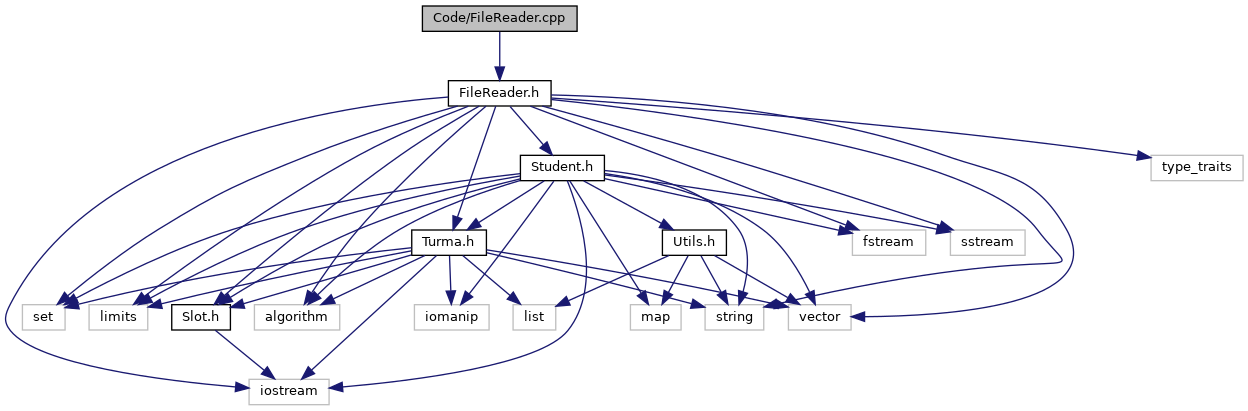 Code/FileReader.cpp
FileReader.h
Student.h
type_traits
Turma.h
Utils.h
fstream
sstream
set
limits
Slot.h
algorithm
iomanip
list
map
string
vector
iostream